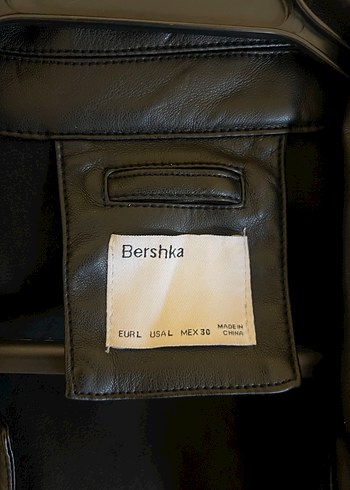 Bershka
EUR L USA L MEX 30 MADE IN
CHINA